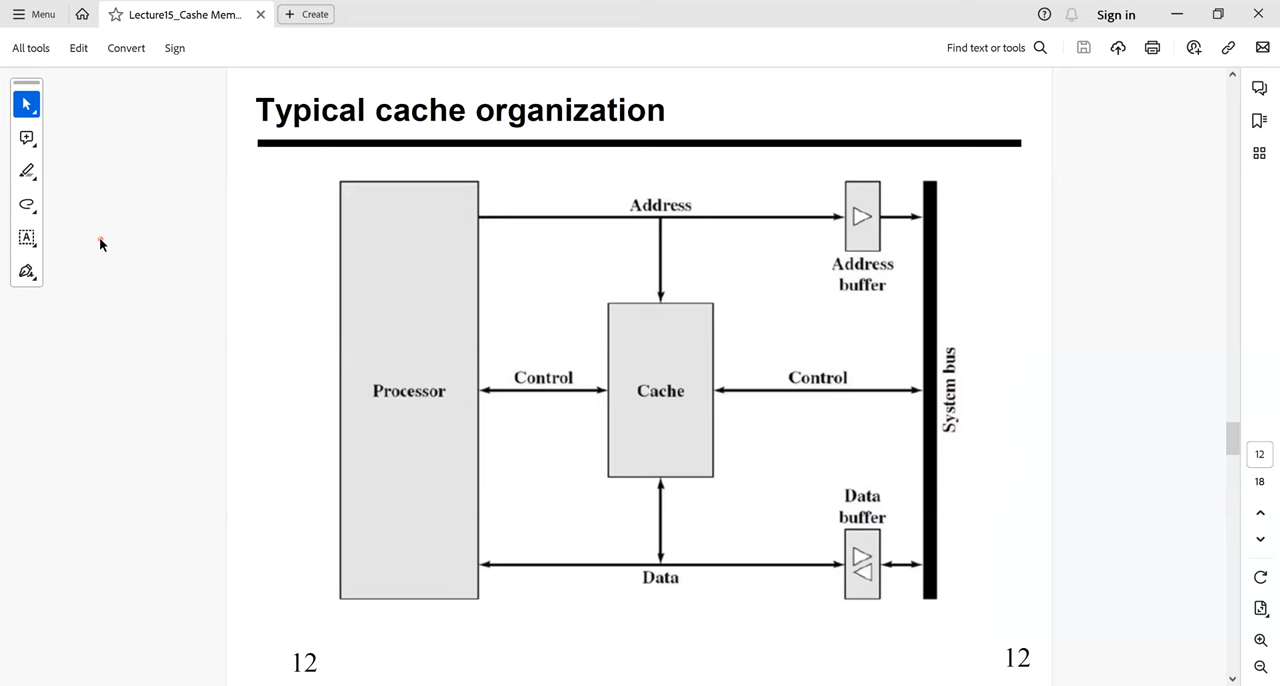 Menu
Lecture15_Cashe Mem...
Create
Sign in
All tools
Edit
Convert
Sign
Find text or tools
Typical cache organization
Address
Address
buffer
Control
Control
Processor
Cache
System bus
Data
buffer
Data
12
12
12
18